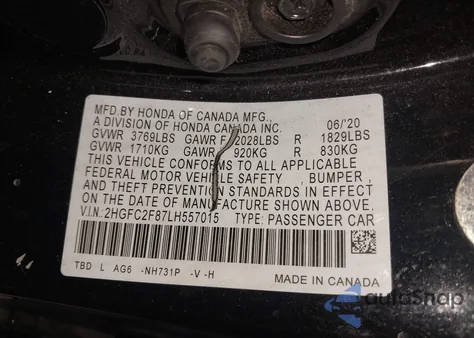 MFD.BY HONDA OF CANADA MFG.,
A DIVISION OF HONDA CANADA INC. 06/'20
GVWR 3769LBS GAWR F 2028LBS R 1829LBS
GVWR 1710KG GAWR F 920KG R 830KG
THIS VEHICLE CONFORMS TO ALL APPLICABLE
FEDERAL MOTOR VEHICLE SAFETY , BUMPER ,
AND THEFT PREVENTION STANDARDS IN EFFECT
ON THE DATE OF MANUFACTURE SHOWN ABOVE.
V.I.N.:2HGFC2F87LH557015 TYPE: PASSENGER CAR
TBD L AG6 -NH731P -V -H MADE IN CANADA
autoSnap